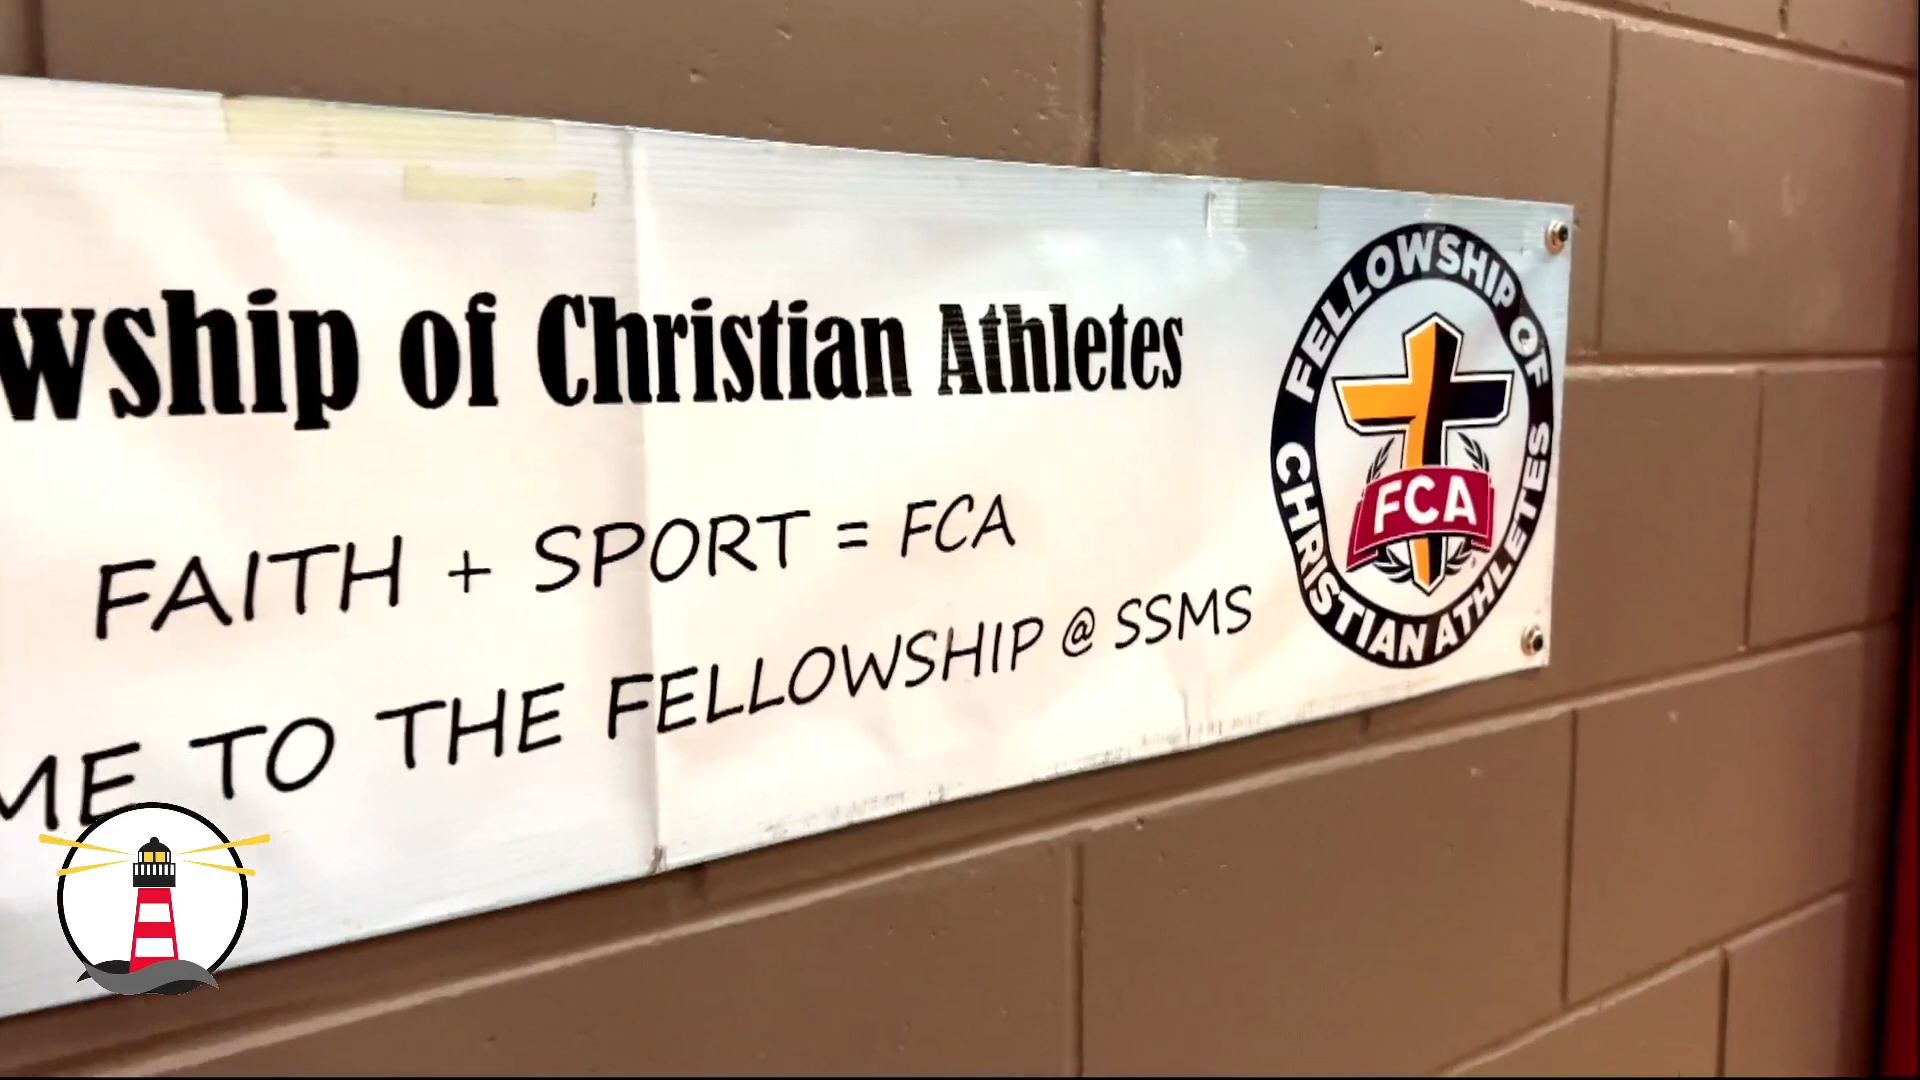 wship of Christian Athletes
FAITH + SPORT = FCA
ME TO THE FELLOWSHIP @ SSMS
FELLOWSHIP OF
CHRISTIAN ATHLETES
FCA